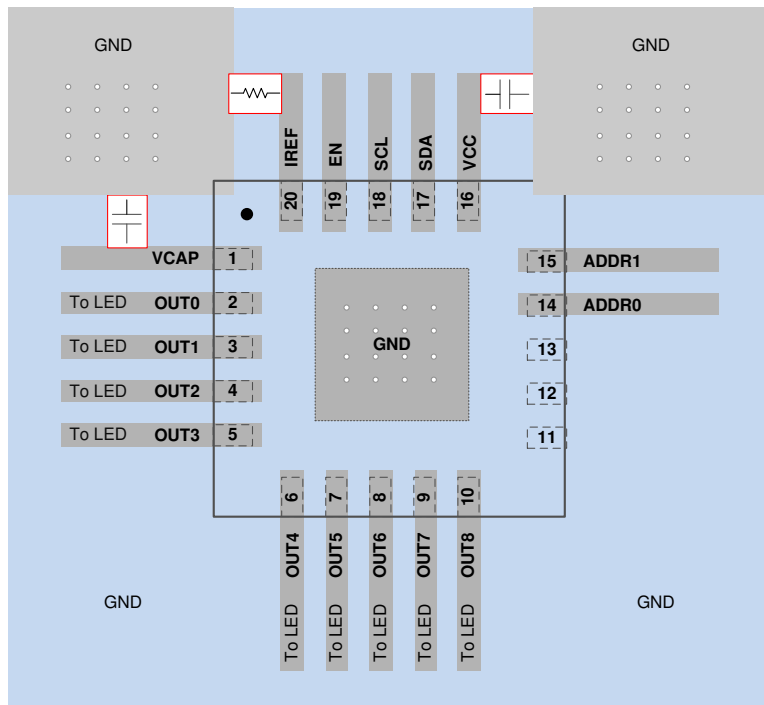 GND
GND
IREF
EN
SCL
SDA
VCC
20
19
18
17
16
VCAP 1
15 ADDR1
To LED OUT0 2
14 ADDR0
To LED OUT1 3
GND
13
To LED OUT2 4
12
To LED OUT3 5
11
6
7
8
9
10
OUT4
OUT5
OUT6
OUT7
OUT8
To LED
To LED
To LED
To LED
To LED
GND
GND